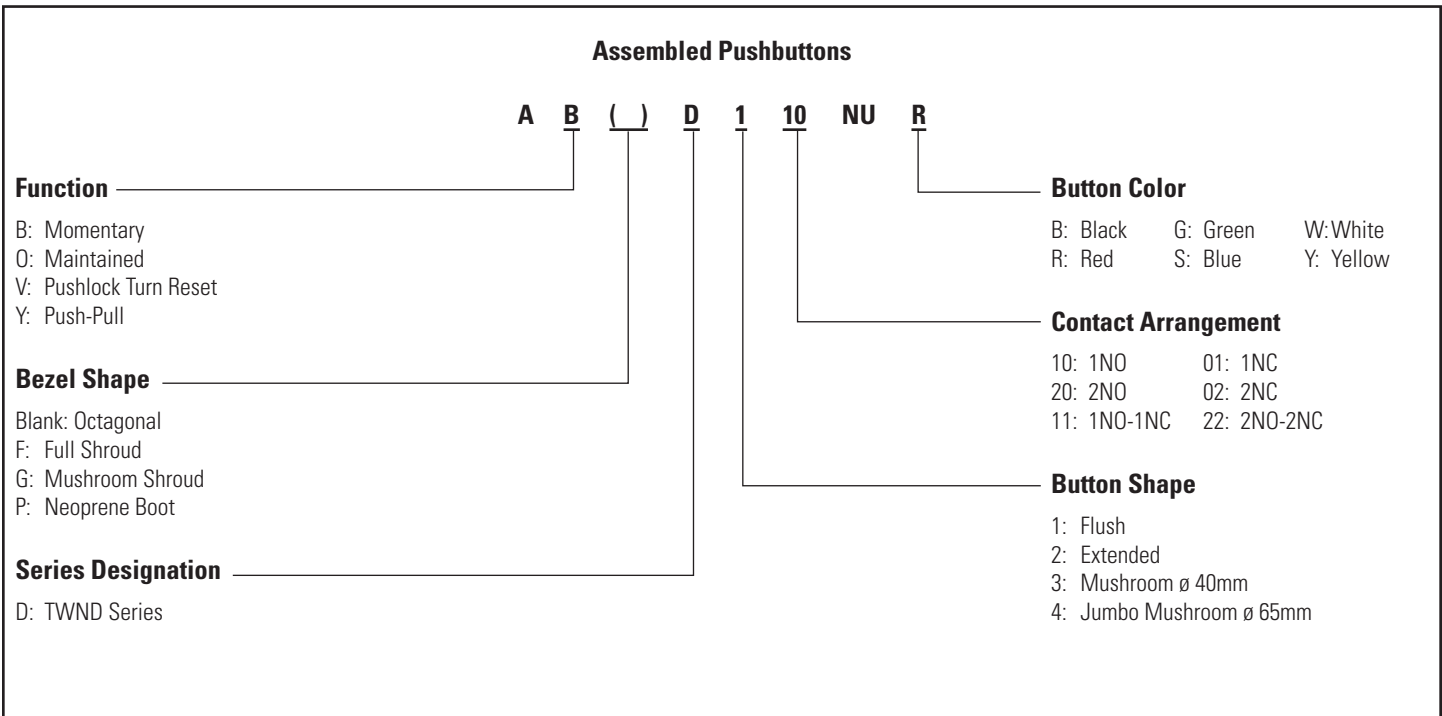 Assembled Pushbuttons
A B ( ) D 1 10 NU R
Function
B: Momentary
O: Maintained
V: Pushlock Turn Reset
Y: Push-Pull
Bezel Shape
Blank: Octagonal
F: Full Shroud
G: Mushroom Shroud
P: Neoprene Boot
Series Designation
D: TWND Series
Button Color
B: Black G: Green W: White
R: Red S: Blue Y: Yellow
Contact Arrangement
10: 1NO 01: 1NC
20: 2NO 02: 2NC
11: 1NO-1NC 22: 2NO-2NC
Button Shape
1: Flush
2: Extended
3: Mushroom ø 40mm
4: Jumbo Mushroom ø 65mm